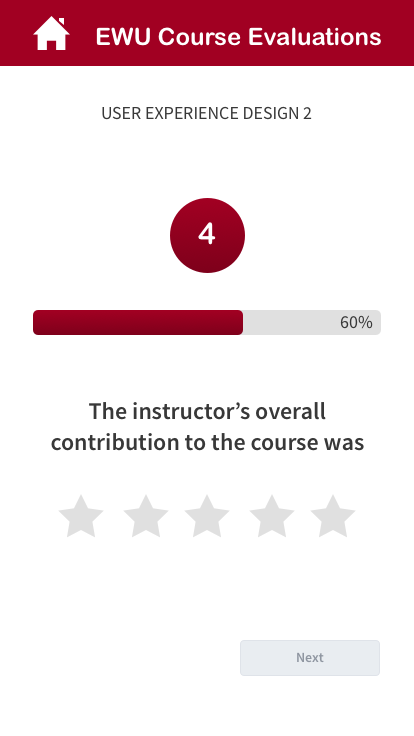 EWU Course Evaluations
USER EXPERIENCE DESIGN 2
4
60%
The instructor’s overall
contribution to the course was
Next